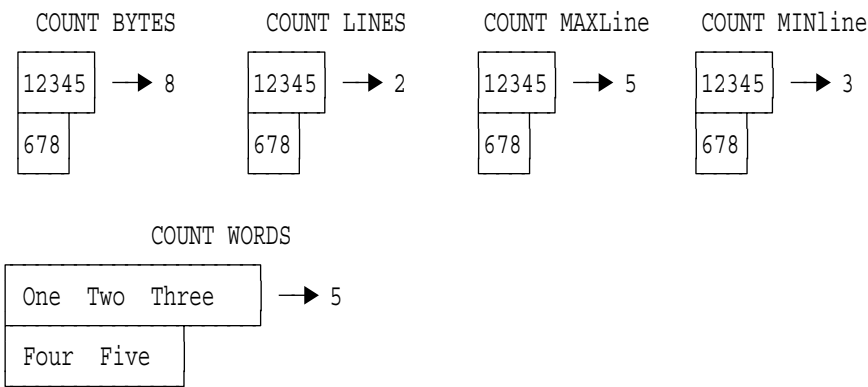 COUNT BYTES COUNT LINES COUNT MAXLine COUNT MINline
12345 8 12345 2 12345 5 12345 3
678 678 678 678
COUNT WORDS
One Two Three 5
Four Five